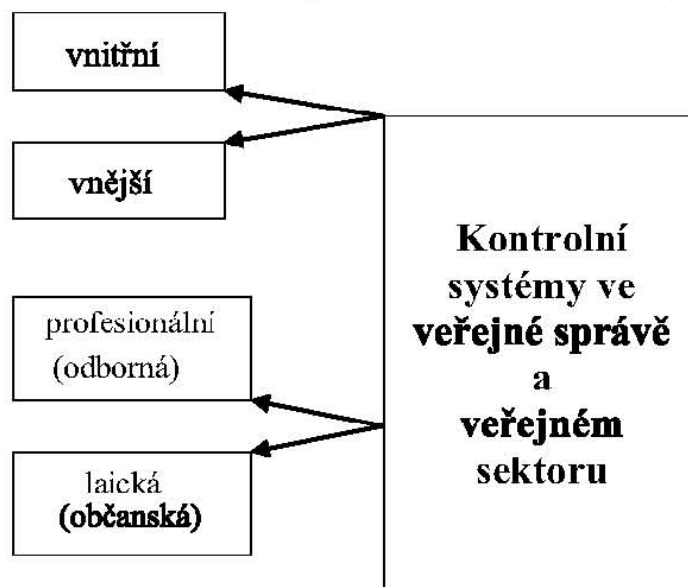 vnitřní
vnější
profesionální
(odborná)
laická
(občanská)
Kontrolní
systémy ve
veřejné správě
a
veřejném
sektoru